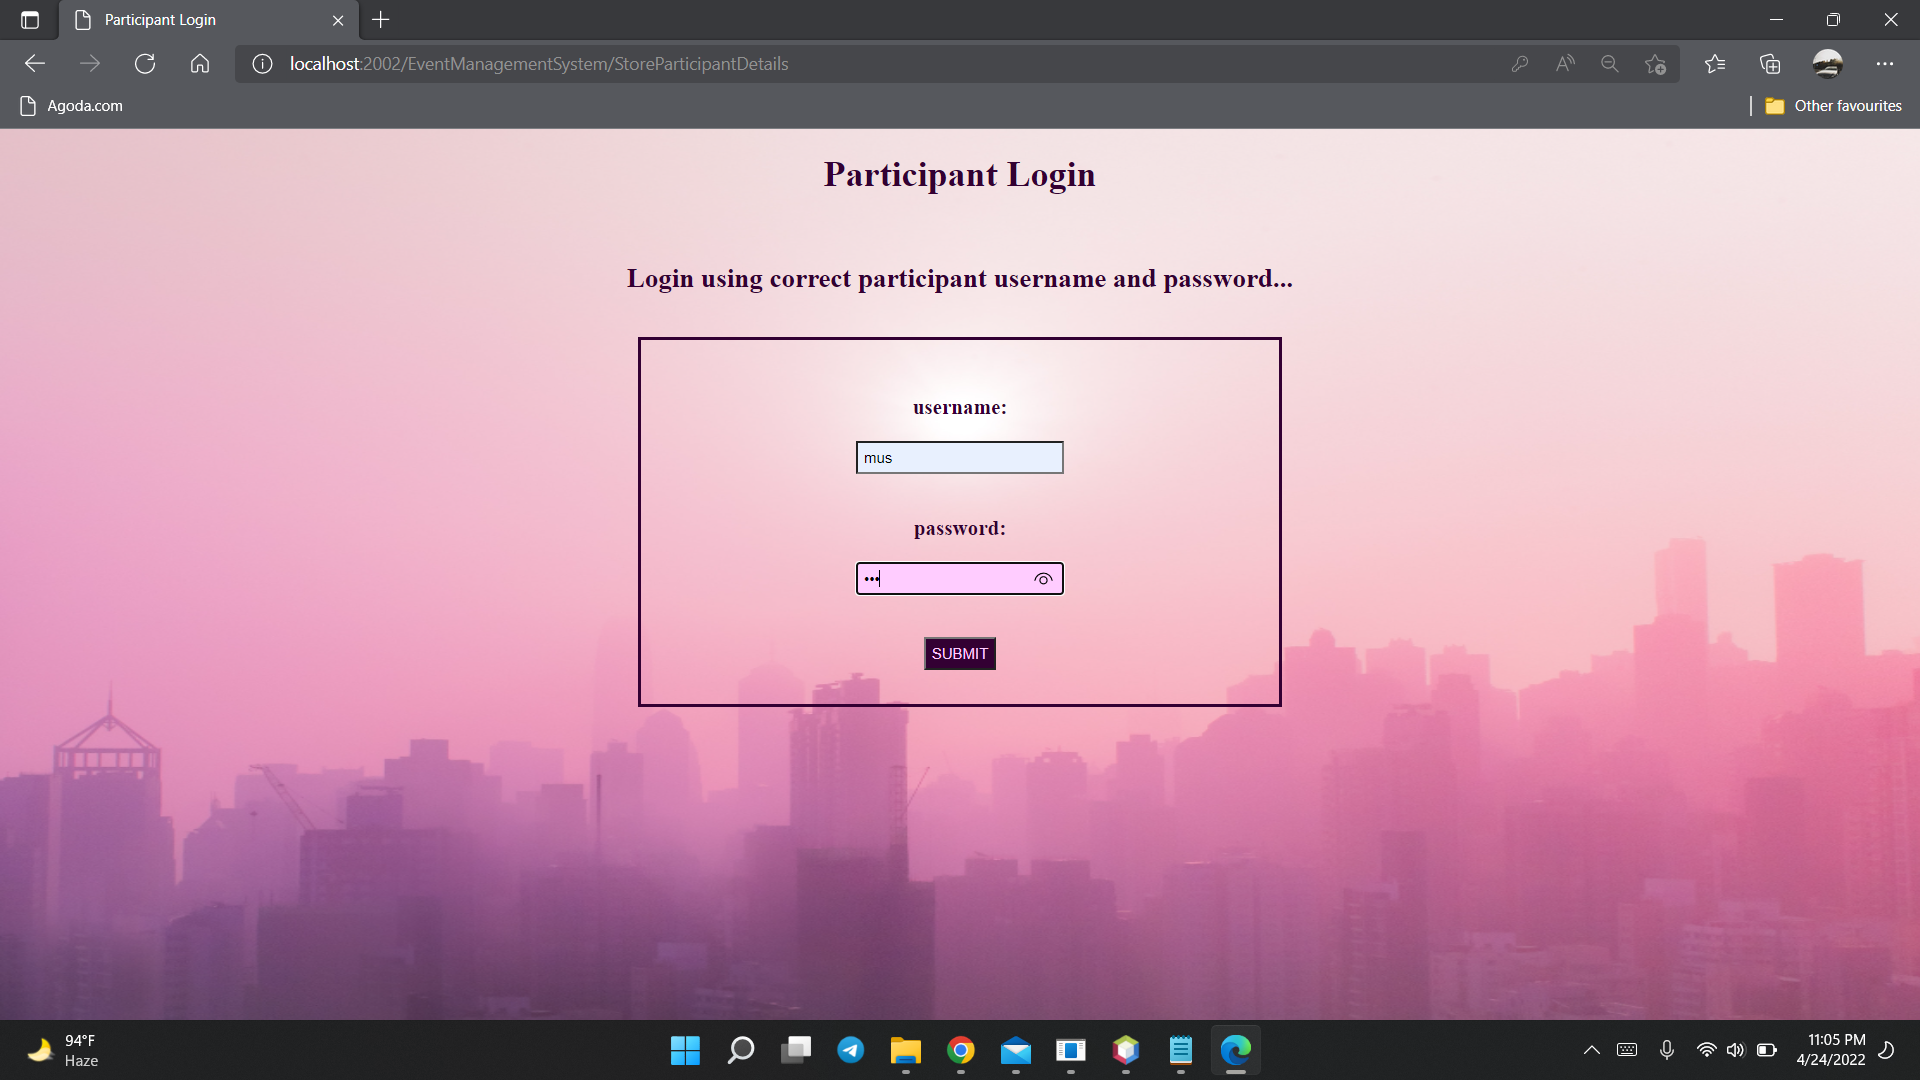 Participant Login
localhost:2002/EventManagementSystem/StoreParticipantDetails
Agoda.com
Other favourites
Participant Login
Login using correct participant username and password...
username:
mus
password:
SUBMIT
94°F
Haze
11:05 PM
4/24/2022